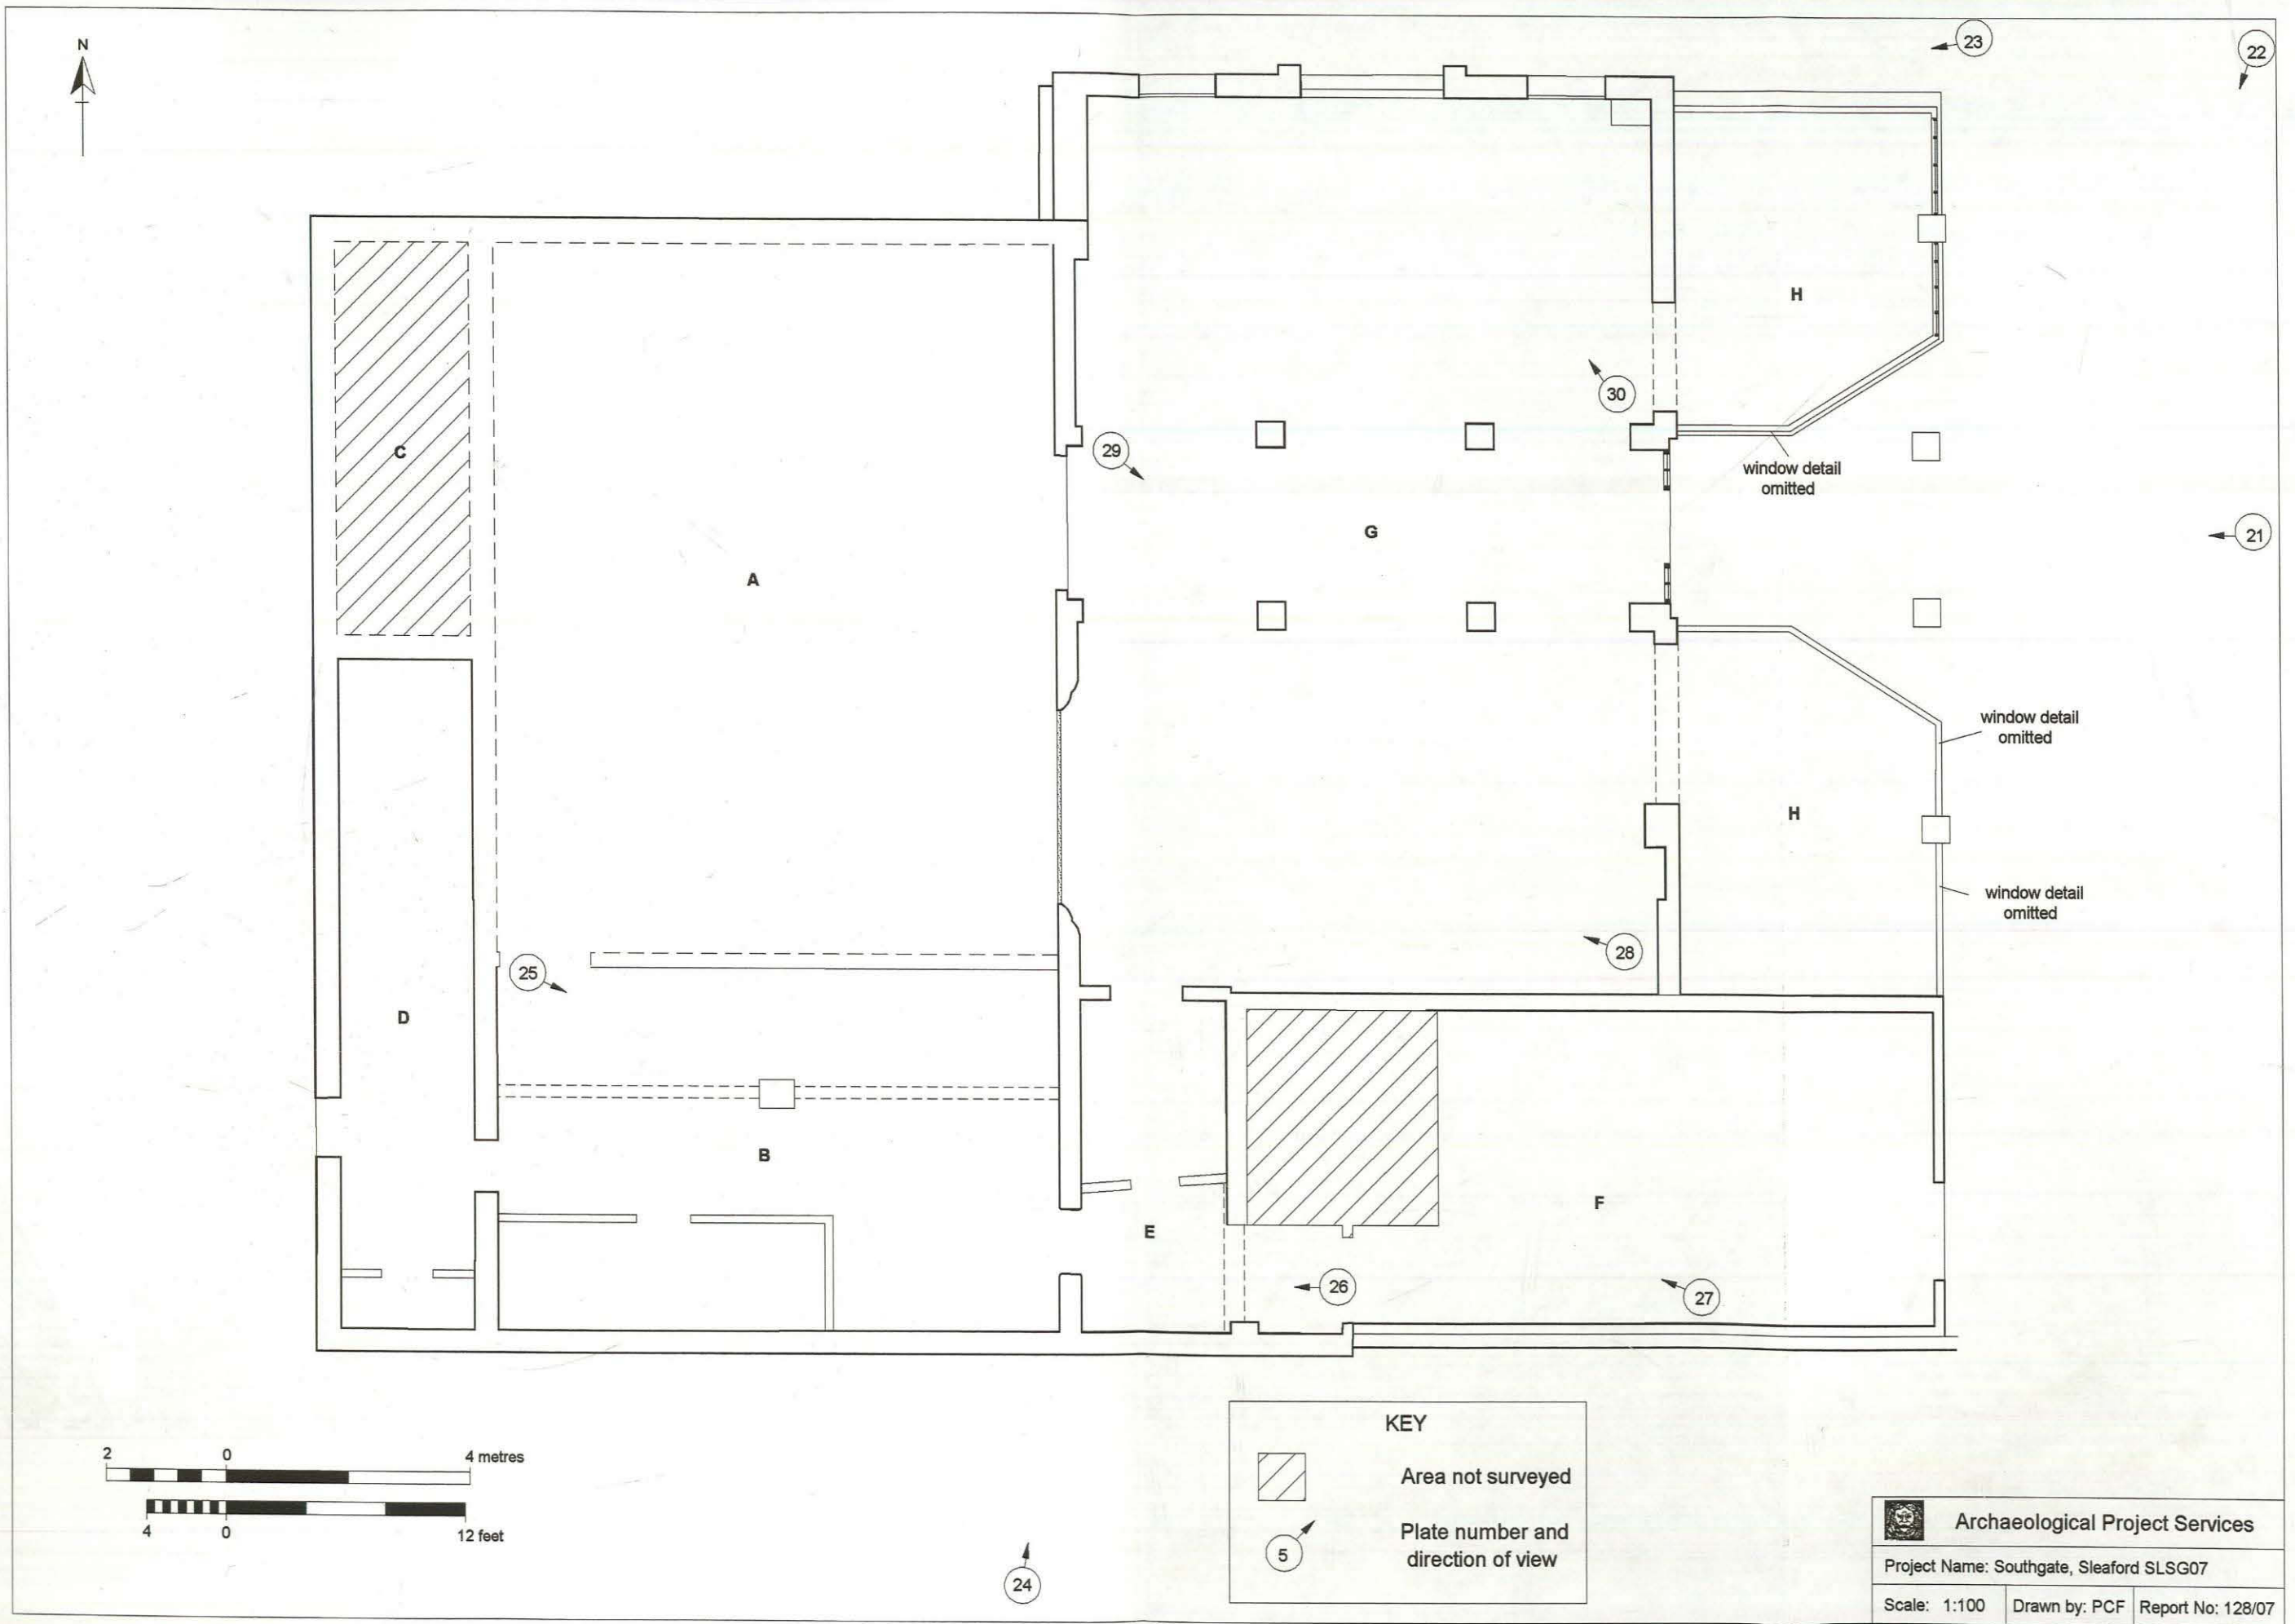 N
23
22
H
C
30
29
window detail
omitted
G
21
A
window detail
omitted
H
window detail
omitted
28
25
D
B
F
E
26
27
2 0 4 metres
4 0 12 feet
24
KEY
Area not surveyed
5
Plate number and
direction of view
Archaeological Project Services
Project Name: Southgate, Sleaford SLSG07
Scale: 1:100 Drawn by: PCF Report No: 128/07